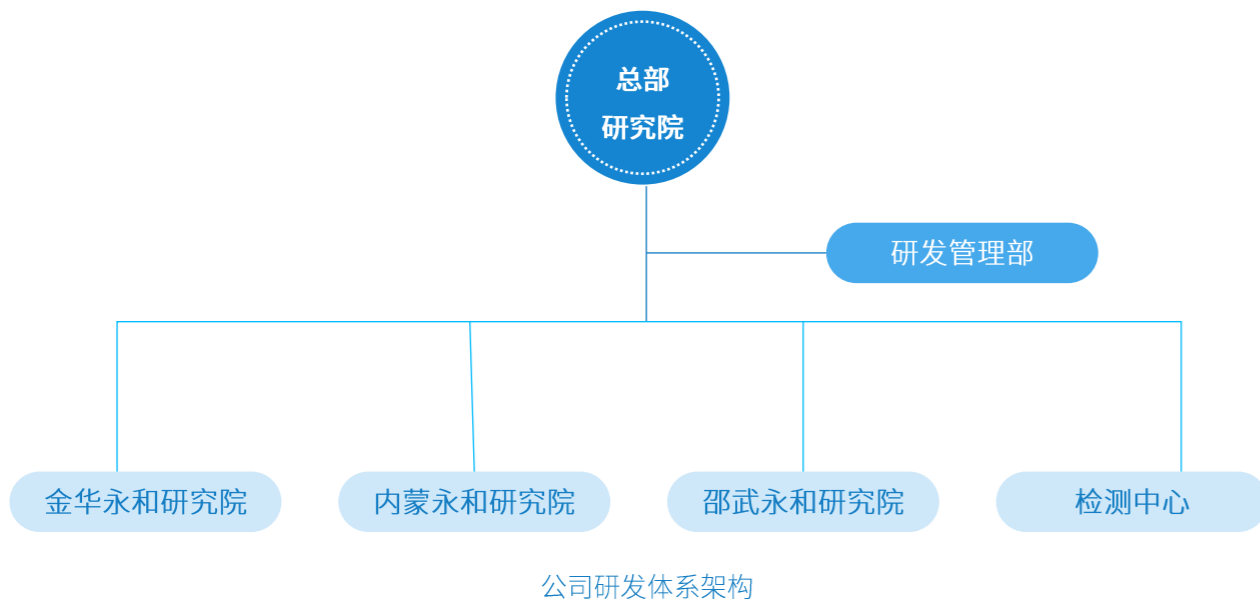 总部
研究院
研发管理部
金华永和研究院
内蒙永和研究院
邵武永和研究院
检测中心
公司研发体系架构